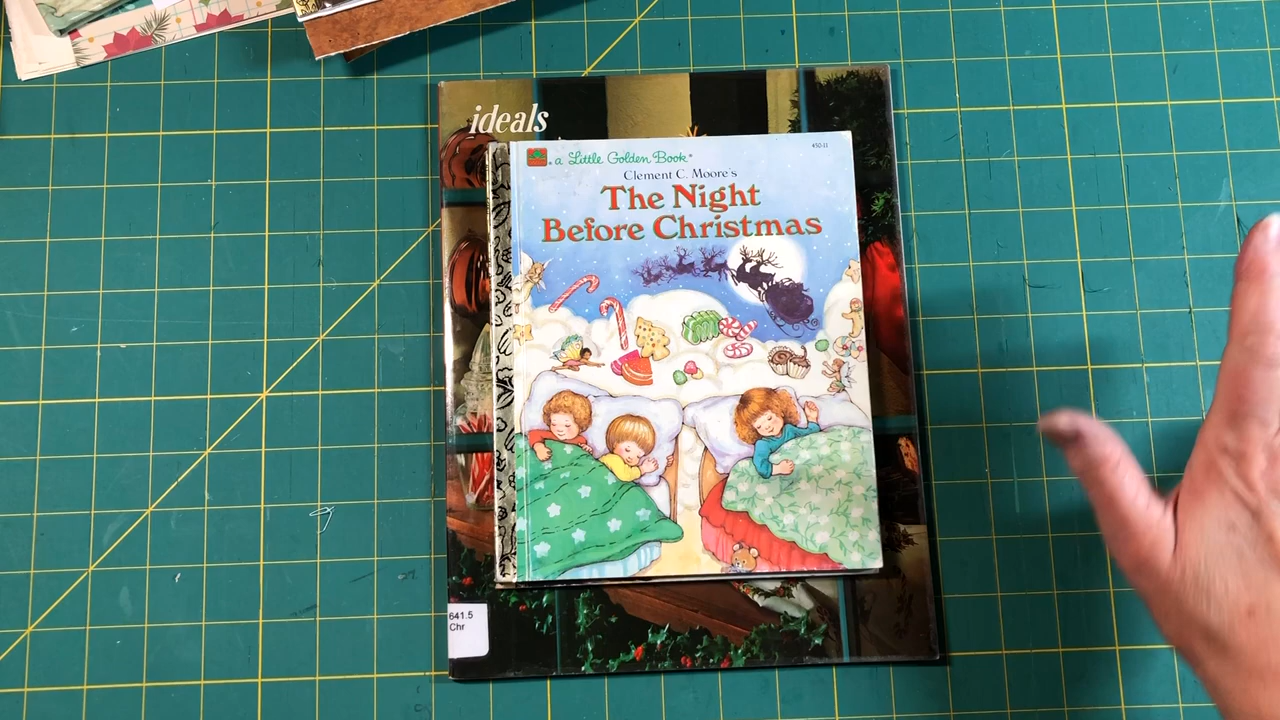 ideals
a Little Golden Book®
450-11
Clement C. Moore's
The Night
Before Christmas
641.5
Chr